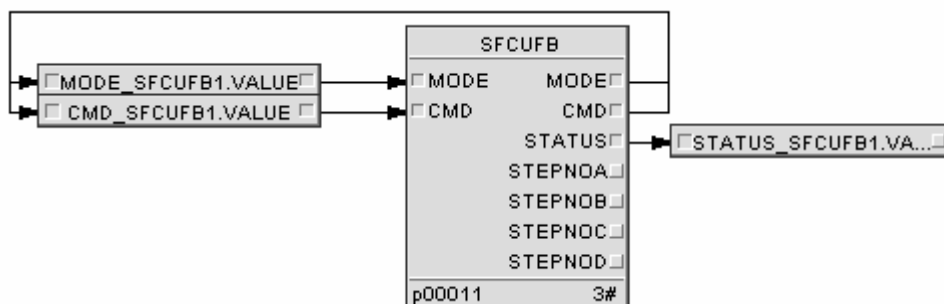 SFCUFB
MODE_SFCUFB1.VALUE
MODE MODE
CMD_SFCUFB1.VALUE
CMD CMD
STATUS
STATUS_SFCUFB1.VA...
STEPNOA
STEPNOB
STEPNOC
STEPNOD
p00011 3#